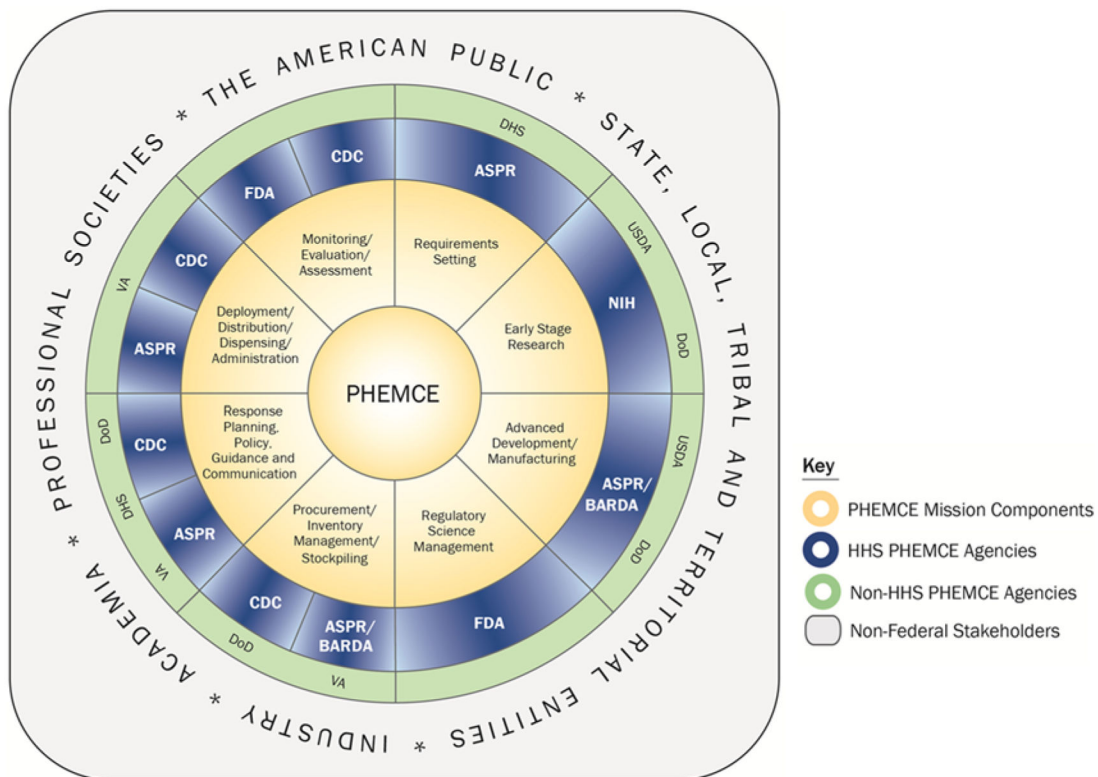 THE AMERICAN PUBLIC * STATE, LOCAL, TRIBAL AND TERRITORIAL ENTITIES * INDUSTRY * ACADEMIA * PROFESSIONAL SOCIETIES *
DHS
USDA
DoD
USDA
DoD
VA
DoD
VA
DHS
DoD
VA
ASPR
NIH
ASPR/
BARDA
FDA
ASPR/
BARDA
CDC
ASPR
CDC
ASPR
CDC
FDA
CDC
Requirements
Setting
Early Stage
Research
Advanced
Development/
Manufacturing
Regulatory
Science
Management
Procurement/
Inventory
Management/
Stockpiling
Response
Planning,
Policy,
Guidance and
Communication
Deployment/
Distribution/
Dispensing/
Administration
Monitoring/
Evaluation/
Assessment
PHEMCE
Key
PHEMCE Mission Components
HHS PHEMCE Agencies
Non-HHS PHEMCE Agencies
Non-Federal Stakeholders